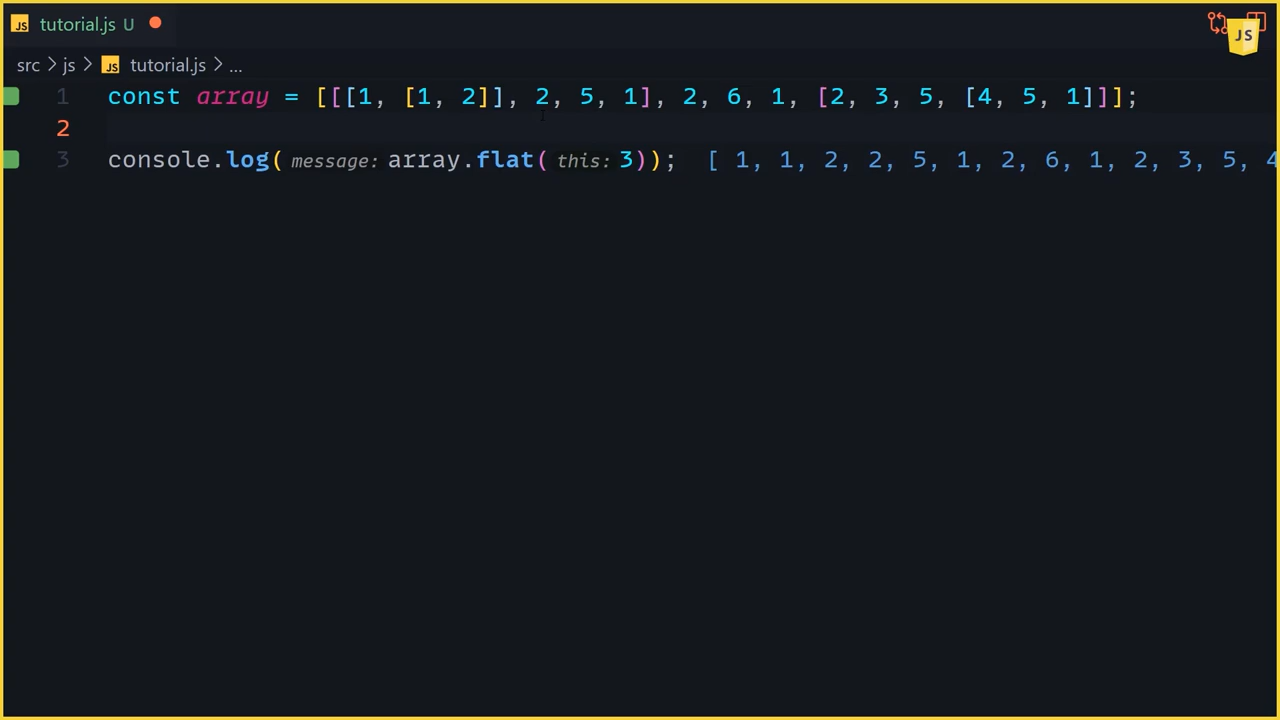 JS tutorial.js U
JS
src > js > JS tutorial.js > ...
1 const array = [[[1, [1, 2]], 2, 5, 1], 2, 6, 1, [2, 3, 5, [4, 5, 1]]];
2
3 console.log( message: array.flat( this: 3)); [ 1, 1, 2, 2, 5, 1, 2, 6, 1, 2, 3, 5, 4